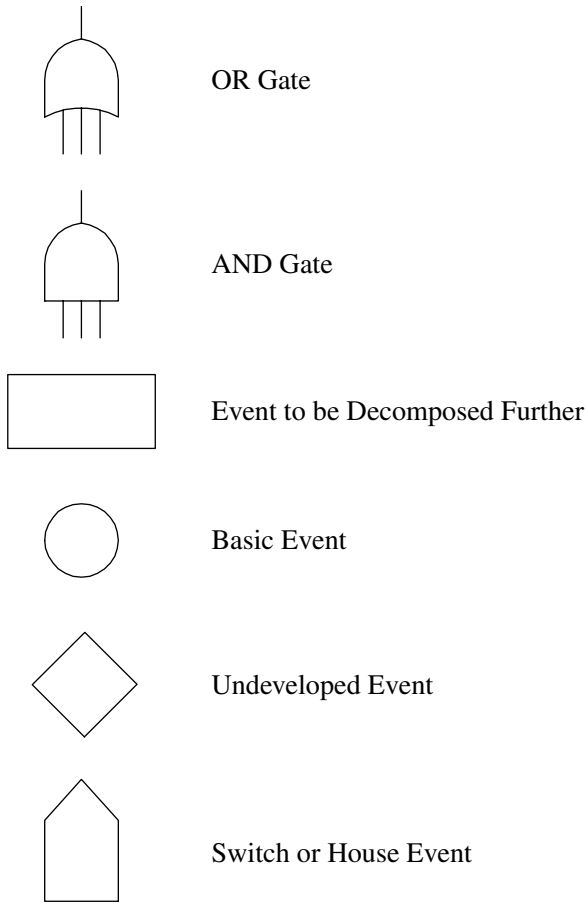 OR Gate
AND Gate
Event to be Decomposed Further
Basic Event
Undeveloped Event
Switch or House Event